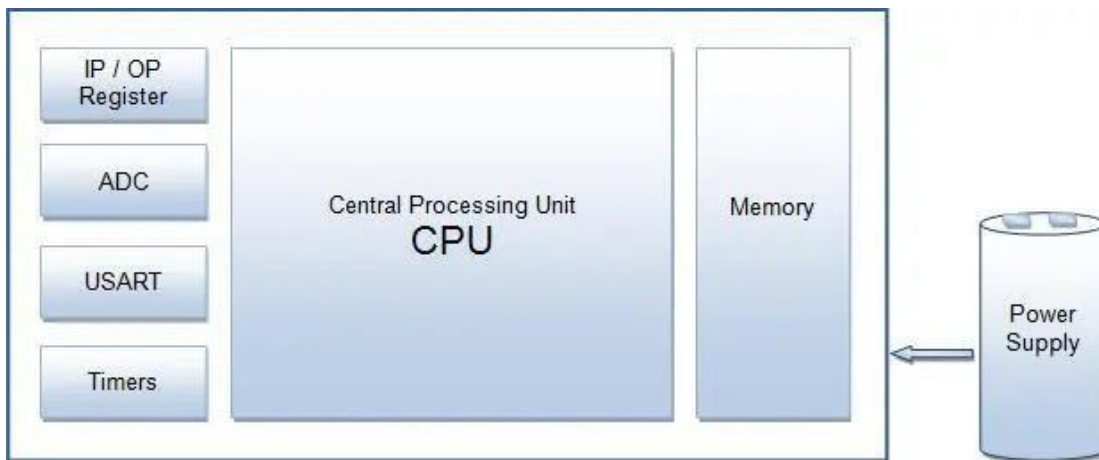 IP / OP
Register
ADC
USART
Timers
Central Processing Unit
CPU
Memory
Power
Supply